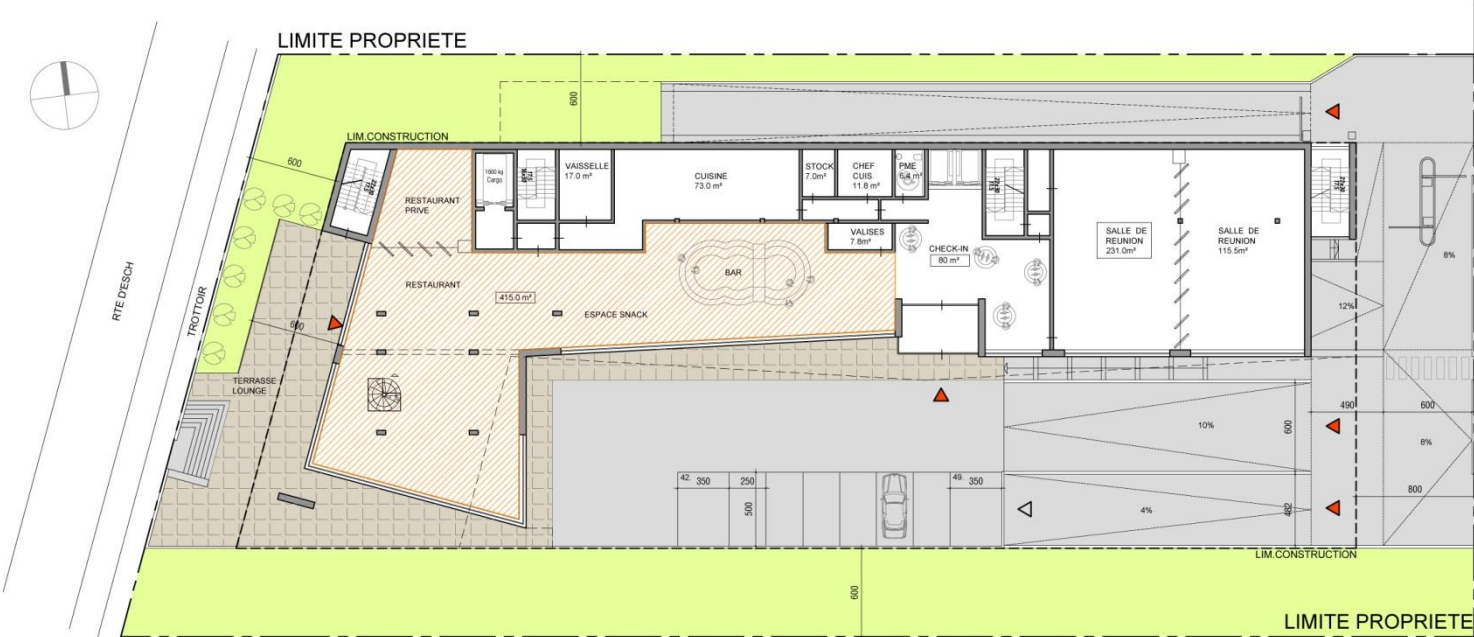 LIMITE PROPRIETE
LIM.CONSTRUCTION
600
600
RTE D'ESCH
TROTTOIR
600
TERRASSE
LOUNGE
RESTAURANT
PRIVE
1600 kg
Cargo
VAISSELLE
17.0 m²
CUISINE
73.0 m²
STOCK
7.0m²
CHEF
CUIS.
11.8 m²
PME
6.4 m²
VALISES
7.8m²
CHECK-IN
80 m²
SALLE DE
REUNION
231.0m²
SALLE DE
REUNION
115.5m²
RESTAURANT
415.0 m²
BAR
ESPACE SNACK
8%
12%
490
600
10%
600
8%
42.
350
250
49.
350
500
4%
482
800
LIM.CONSTRUCTION
600
LIMITE PROPRIETE